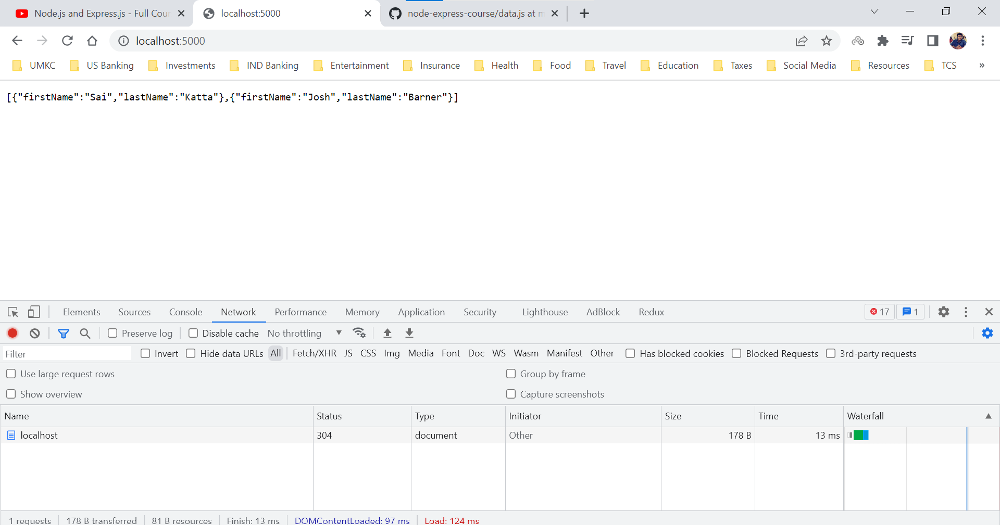 Node.js and Express.js - Full Cour
localhost:5000
node-express-course/data.js at m
localhost:5000
UMKC US Banking Investments IND Banking Entertainment Insurance Health Food Travel Education Taxes Social Media Resources TCS »
[{"firstName":"Sai","lastName":"Katta"},{"firstName":"Josh","lastName":"Barner"}]
Elements Sources Console Network Performance Memory Application Security Lighthouse AdBlock Redux 17 1
Preserve log Disable cache No throttling
Filter Invert Hide data URLs All Fetch/XHR JS CSS Img Media Font Doc WS Wasm Manifest Other Has blocked cookies Blocked Requests 3rd-party requests
Use large request rows Group by frame
Show overview Capture screenshots
Name Status Type Initiator Size Time Waterfall
localhost 304 document Other 178 B 13 ms
1 requests 178 B transferred 81 B resources Finish: 13 ms DOMContentLoaded: 97 ms Load: 124 ms